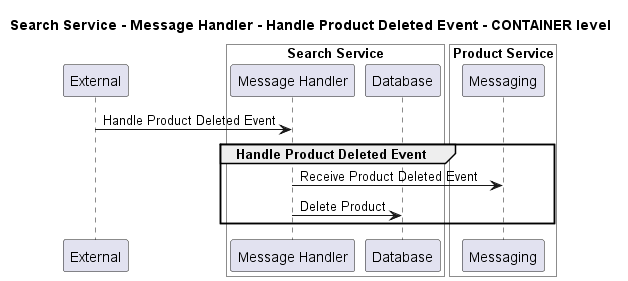 Search Service - Message Handler - Handle Product Deleted Event - CONTAINER level
Search Service
Product Service
External
Message Handler
Database
Messaging
Handle Product Deleted Event
Handle Product Deleted Event
Receive Product Deleted Event
Delete Product
External
Message Handler
Database
Messaging